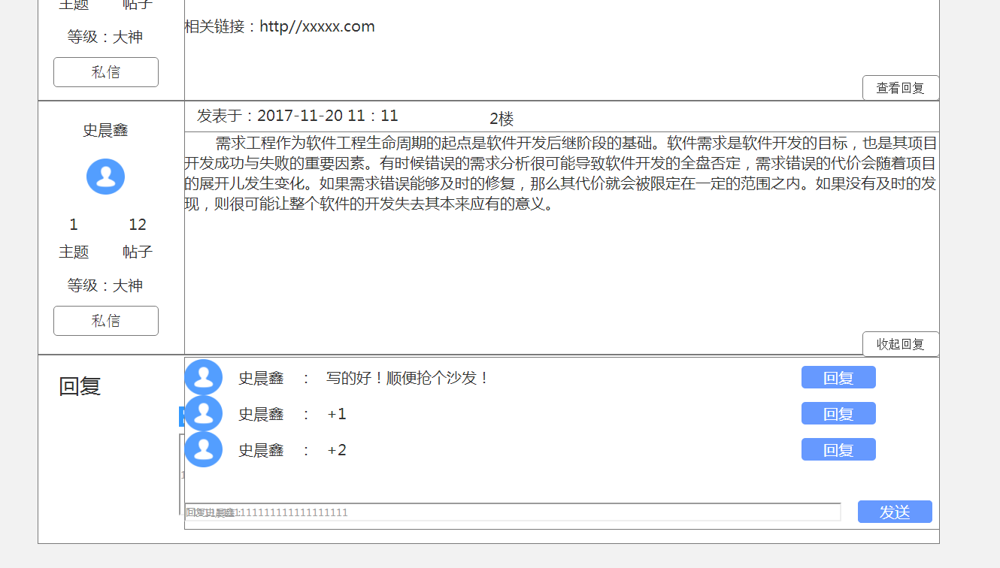 主题 帖子
相关链接：http//xxxxx.com
等级：大神
私信
查看回复
史晨鑫
发表于：2017-11-20 11：11
2楼
需求工程作为软件工程生命周期的起点是软件开发后继阶段的基础。软件需求是软件开发的目标，也是其项目
开发成功与失败的重要因素。有时候错误的需求分析很可能导致软件开发的全盘否定，需求错误的代价会随着项目
的展开儿发生变化。如果需求错误能够及时的修复，那么其代价就会被限定在一定的范围之内。如果没有及时的发
现，则很可能让整个软件的开发失去其本来应有的意义。
1 12
主题 帖子
等级：大神
私信
收起回复
回复
史晨鑫 ： 写的好！顺便抢个沙发！ 回复
史晨鑫 ： +1 回复
史晨鑫 ： +2 回复
回复史晨鑫 发送